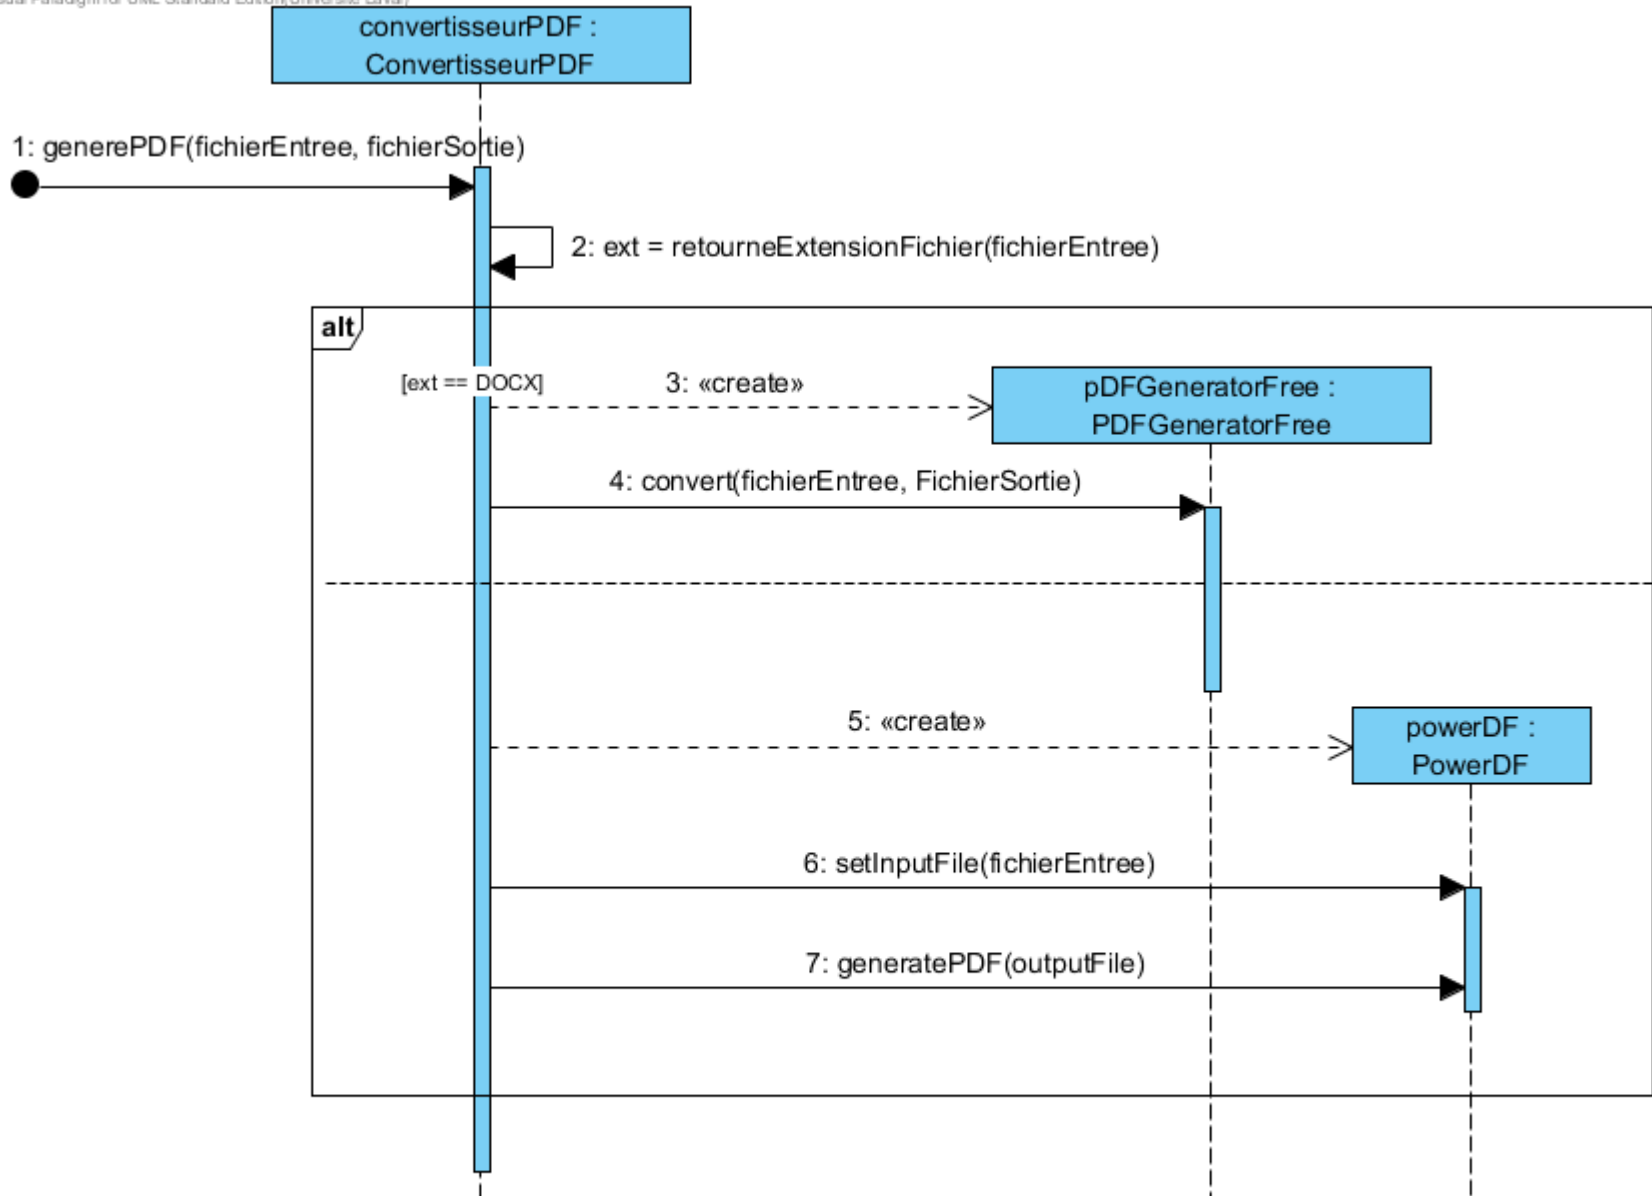 convertisseurPDF :
ConvertisseurPDF
1: generePDF(fichierEntree, fichierSortie)
2: ext = retourneExtensionFichier(fichierEntree)
alt
[ext == DOCX]
3: «create»
pDFGeneratorFree :
PDFGeneratorFree
4: convert(fichierEntree, FichierSortie)
5: «create»
powerDF :
PowerDF
6: setInputFile(fichierEntree)
7: generatePDF(outputFile)